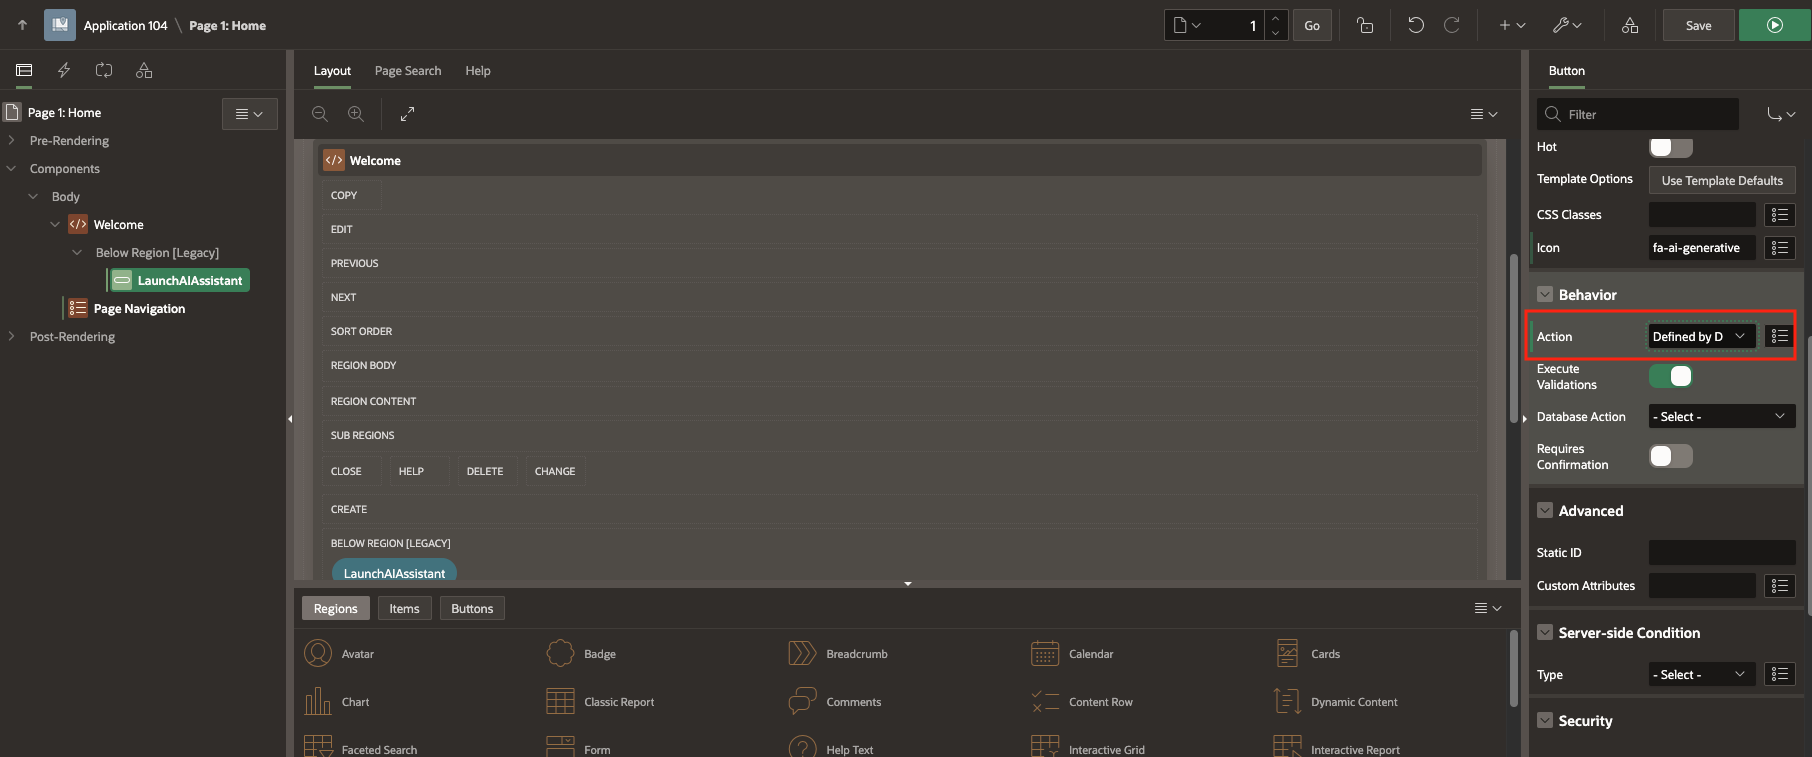 Application 104 \ Page 1: Home
1
Go
Save
Layout
Page Search
Help
Button
Page 1: Home
Pre-Rendering
Components
Body
Welcome
Below Region [Legacy]
LaunchAIAssistant
Page Navigation
Post-Rendering
Welcome
COPY
EDIT
PREVIOUS
NEXT
SORT ORDER
REGION BODY
REGION CONTENT
SUB REGIONS
CLOSE
HELP
DELETE
CHANGE
CREATE
BELOW REGION [LEGACY]
LaunchAIAssistant
Regions
Items
Buttons
Avatar
Badge
Breadcrumb
Calendar
Cards
Chart
Classic Report
Comments
Content Row
Dynamic Content
Faceted Search
Form
Help Text
Interactive Grid
Interactive Report
Filter
Hot
Template Options
Use Template Defaults
CSS Classes
Icon
fa-ai-generative
Behavior
Action
Defined by D
Execute
Validations
Database Action
- Select -
Requires
Confirmation
Advanced
Static ID
Custom Attributes
Server-side Condition
Type
- Select -
Security